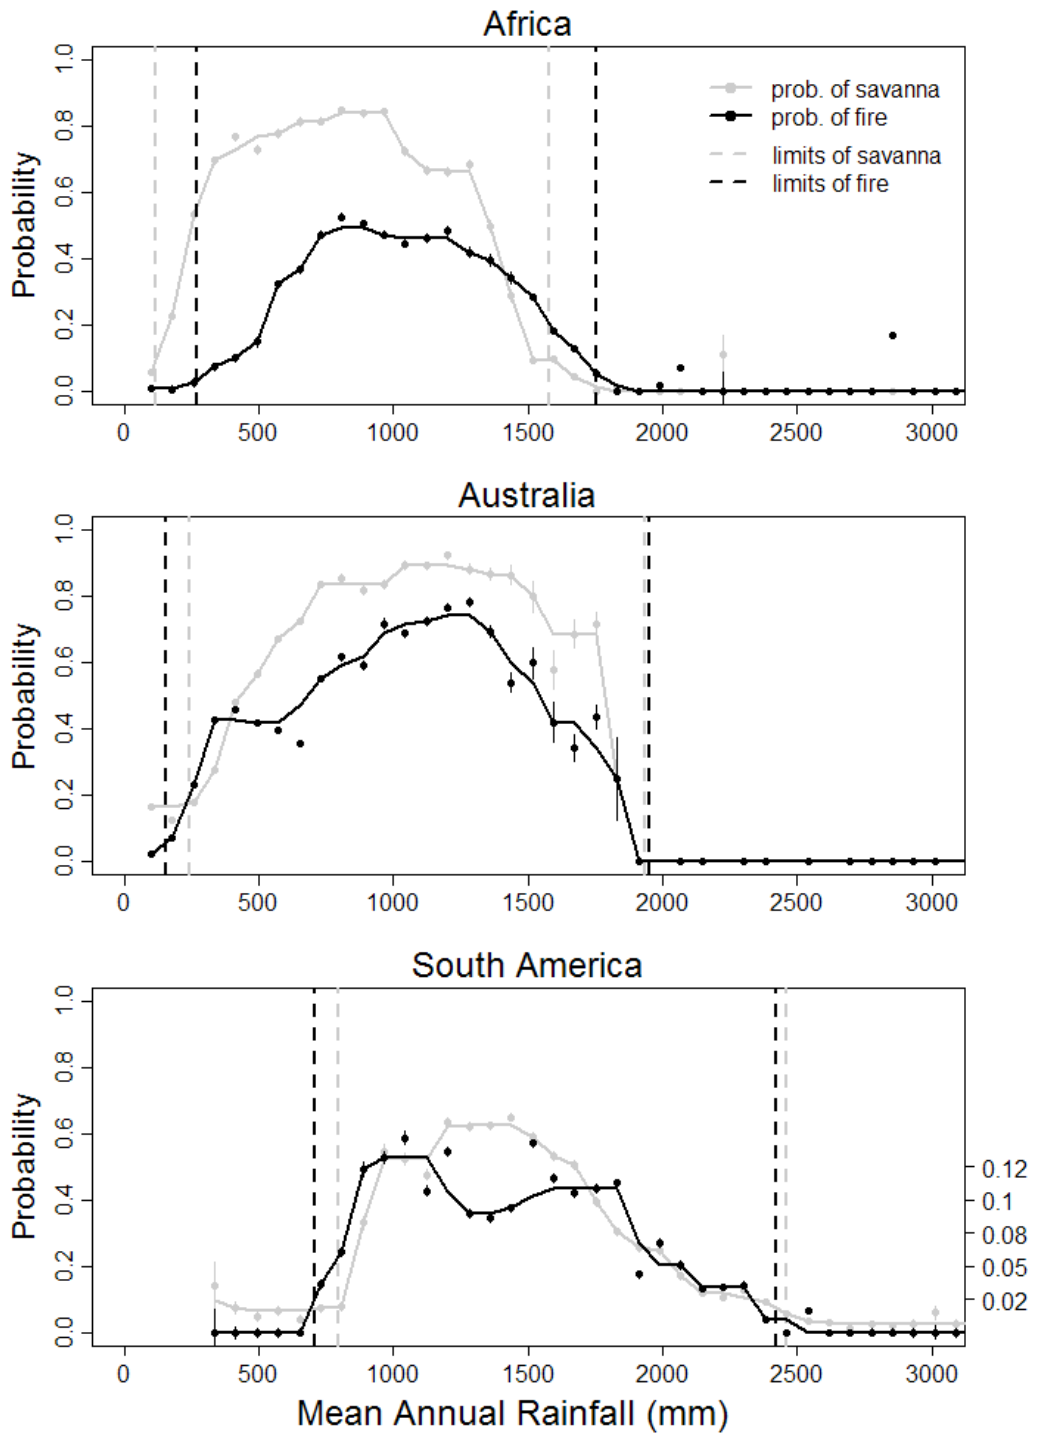 Africa
1.0
0.8
0.6
0.4
0.2
0.0
Probability
prob. of savanna
prob. of fire
limits of savanna
limits of fire
0 500 1000 1500 2000 2500 3000
Australia
1.0
0.8
0.6
0.4
0.2
0.0
Probability
0 500 1000 1500 2000 2500 3000
South America
1.0
0.8
0.6
0.4
0.2
0.0
Probability
0.12
0.1
0.08
0.05
0.02
0 500 1000 1500 2000 2500 3000
Mean Annual Rainfall (mm)